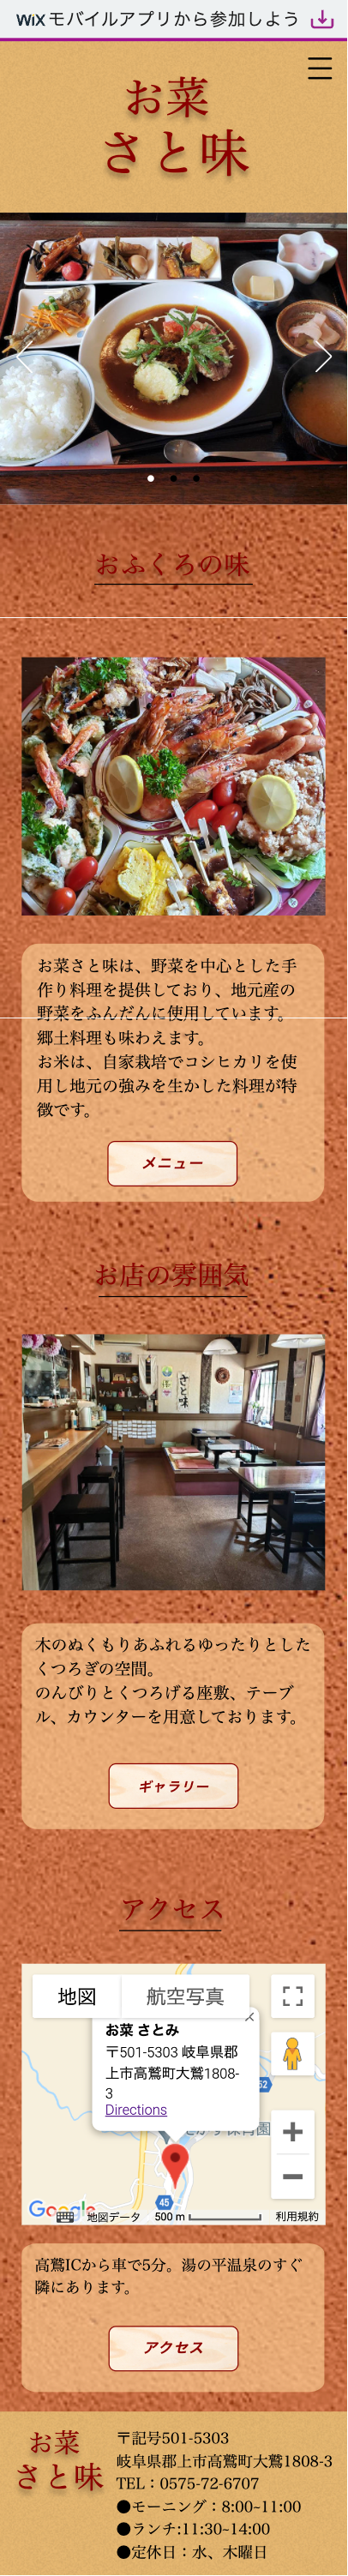 WiX モバイルアプリから参加しよう
お菜
さと味
おふくろの味
お菜さと味は、野菜を中心とした手
作り料理を提供しており、地元産の
野菜をふんだんに使用しています。
郷土料理も味わえます。
お米は、自家栽培でコシヒカリを使
用し地元の強みを生かした料理が特
徴です。
メニュー
お店の雰囲気
さと味
木のぬくもりあふれるゆったりとした
くつろぎの空間。
のんびりとくつろげる座敷、テーブ
ル、カウンターを用意しております。
ギャラリー
アクセス
地図
航空写真
お菜 さとみ
〒501-5303 岐阜県郡
上市高鷲町大鷲1808-
3
Directions
保育園
45
Google
地図データ
500 m
利用規約
高鷲ICから車で5分。湯の平温泉のすぐ
隣にあります。
アクセス
お菜
さと味
〒記号501-5303
岐阜県郡上市高鷲町大鷲1808-3
TEL：0575-72-6707
●モーニング：8:00~11:00
●ランチ:11:30~14:00
●定休日：水、木曜日